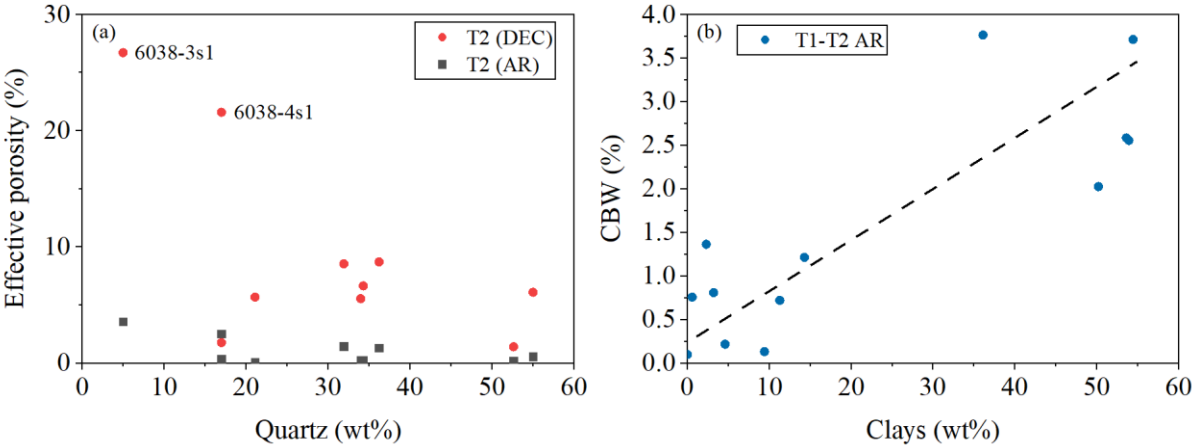 (a)
T2 (DEC)
T2 (AR)
6038-3s1
6038-4s1
Effective porosity (%)
30
20
10
0
0 10 20 30 40 50 60
Quartz (wt%)
(b)
T1-T2 AR
CBW (%)
4.0
3.5
3.0
2.5
2.0
1.5
1.0
0.5
0.0
0 10 20 30 40 50 60
Clays (wt%)